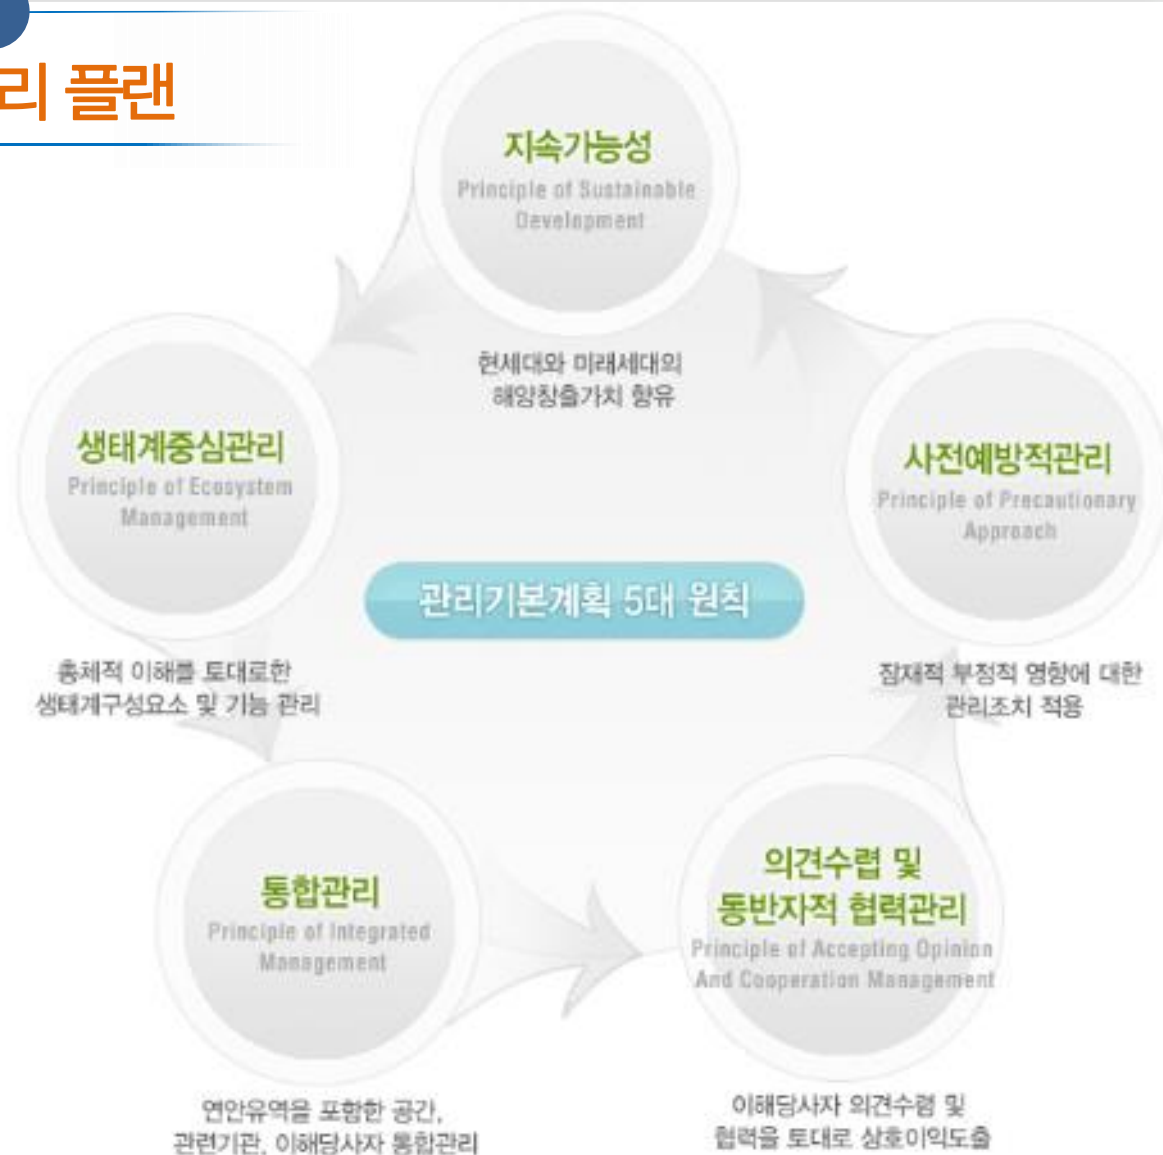 리 플랜
지속가능성
Principle of Sustainable
Development
현세대와 미래세대의
해양창출가치 향유
생태계중심관리
Principle of Ecosystem
Management
총체적 이해를 토대로한
생태계구성요소 및 기능 관리
사전예방적관리
Principle of Precautionary
Approach
잠재적 부정적 영향에 대한
관리조치 적용
관리기본계획 5대 원칙
통합관리
Principle of Integrated
Management
연안유역을 포함한 공간,
관련기관, 이해당사자 통합관리
의견수렴 및
동반자적 협력관리
Principle of Accepting Opinion
And Cooperation Management
이해당사자 의견수렴 및
협력을 토대로 상호이익도출